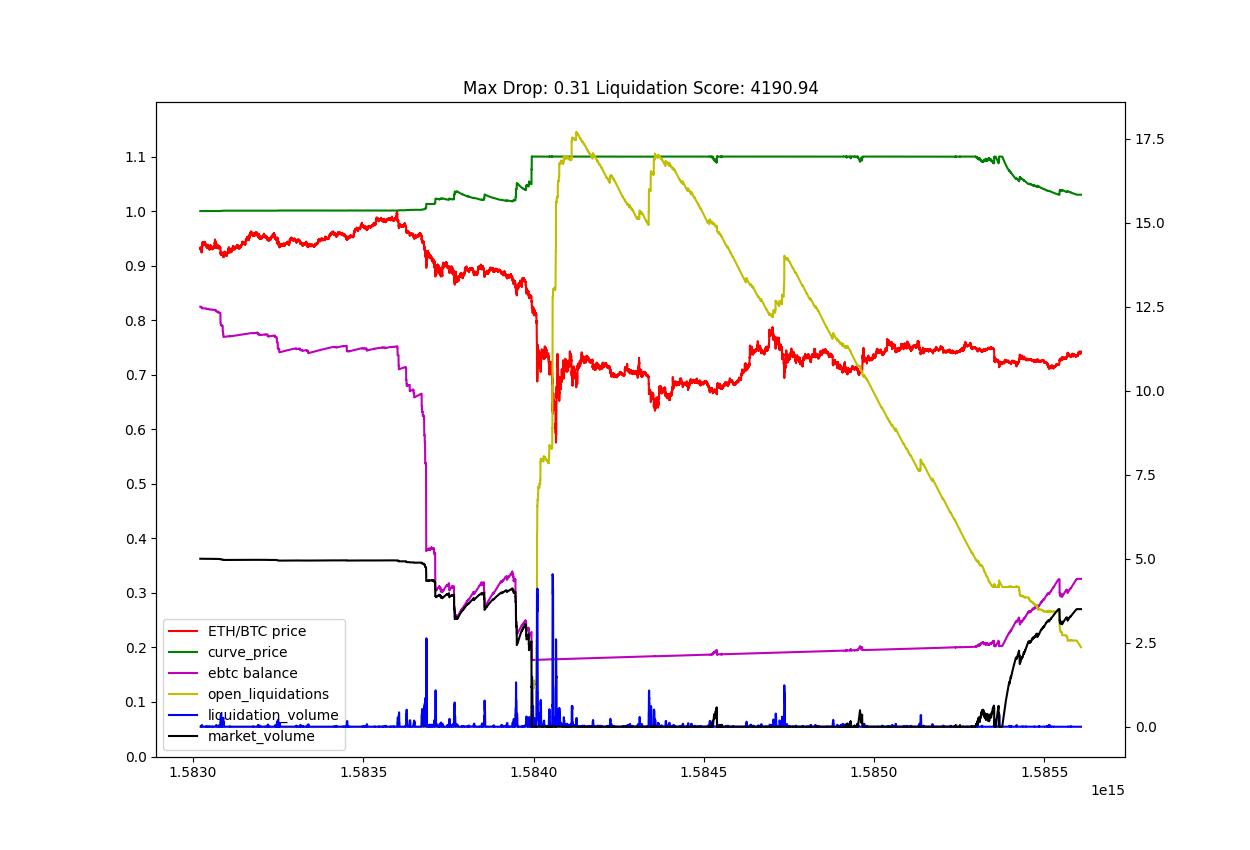 Max Drop: 0.31 Liquidation Score: 4190.94
1.1
1.0
0.9
0.8
0.7
0.6
0.5
0.4
0.3
0.2
0.1
0.0
17.5
15.0
12.5
10.0
7.5
5.0
2.5
0.0
ETH/BTC price
curve_price
ebtc balance
open_liquidations
liquidation_volume
market_volume
1.5830 1.5835 1.5840 1.5845 1.5850 1.5855
1e15